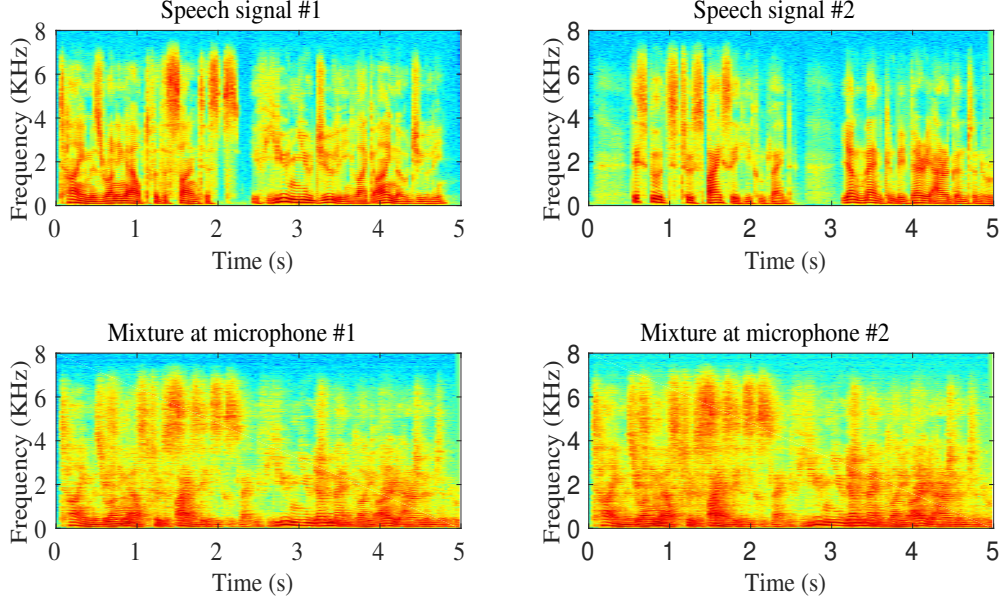 Speech signal #1
Speech signal #2
Frequency (KHz)
8
6
4
2
0
0 1 2 3 4 5
Time (s)
Frequency (KHz)
8
6
4
2
0
0 1 2 3 4 5
Time (s)
Mixture at microphone #1
Mixture at microphone #2
Frequency (KHz)
8
6
4
2
0
0 1 2 3 4 5
Time (s)
Frequency (KHz)
8
6
4
2
0
0 1 2 3 4 5
Time (s)